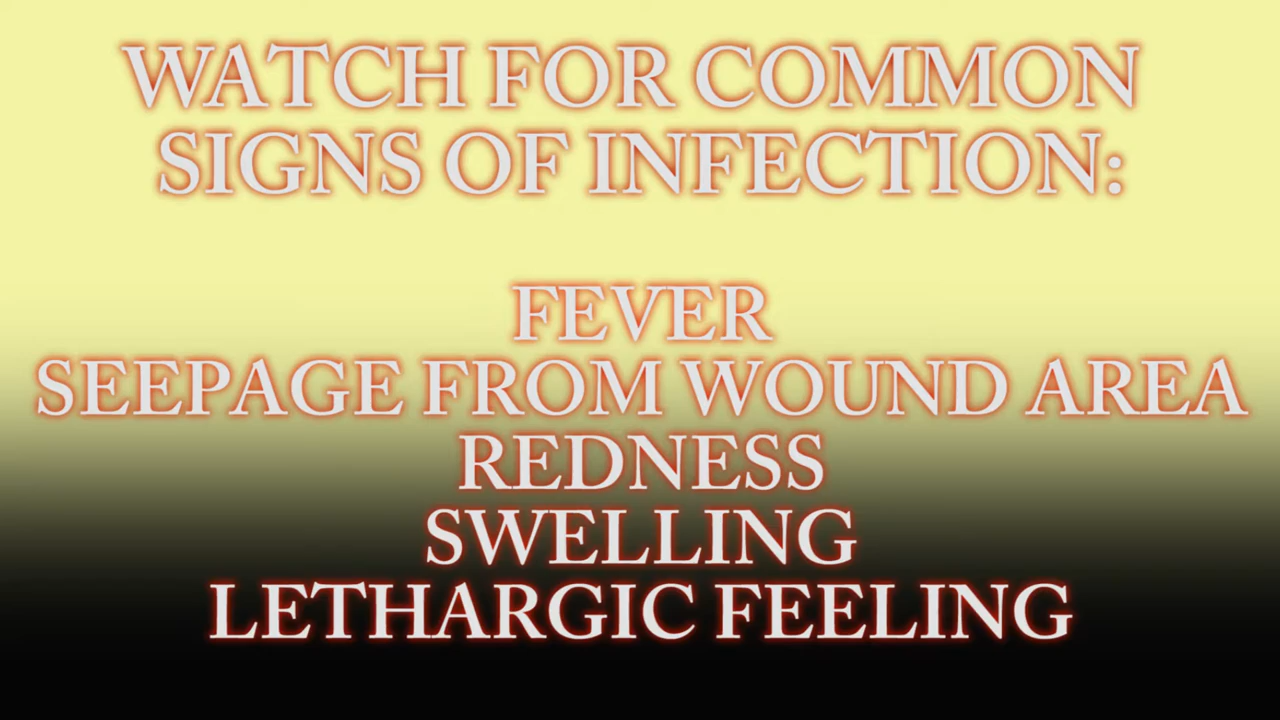 WATCH FOR COMMON
SIGNS OF INFECTION:
FEVER
SEEPAGE FROM WOUND AREA
REDNESS
SWELLING
LETHARGIC FEELING